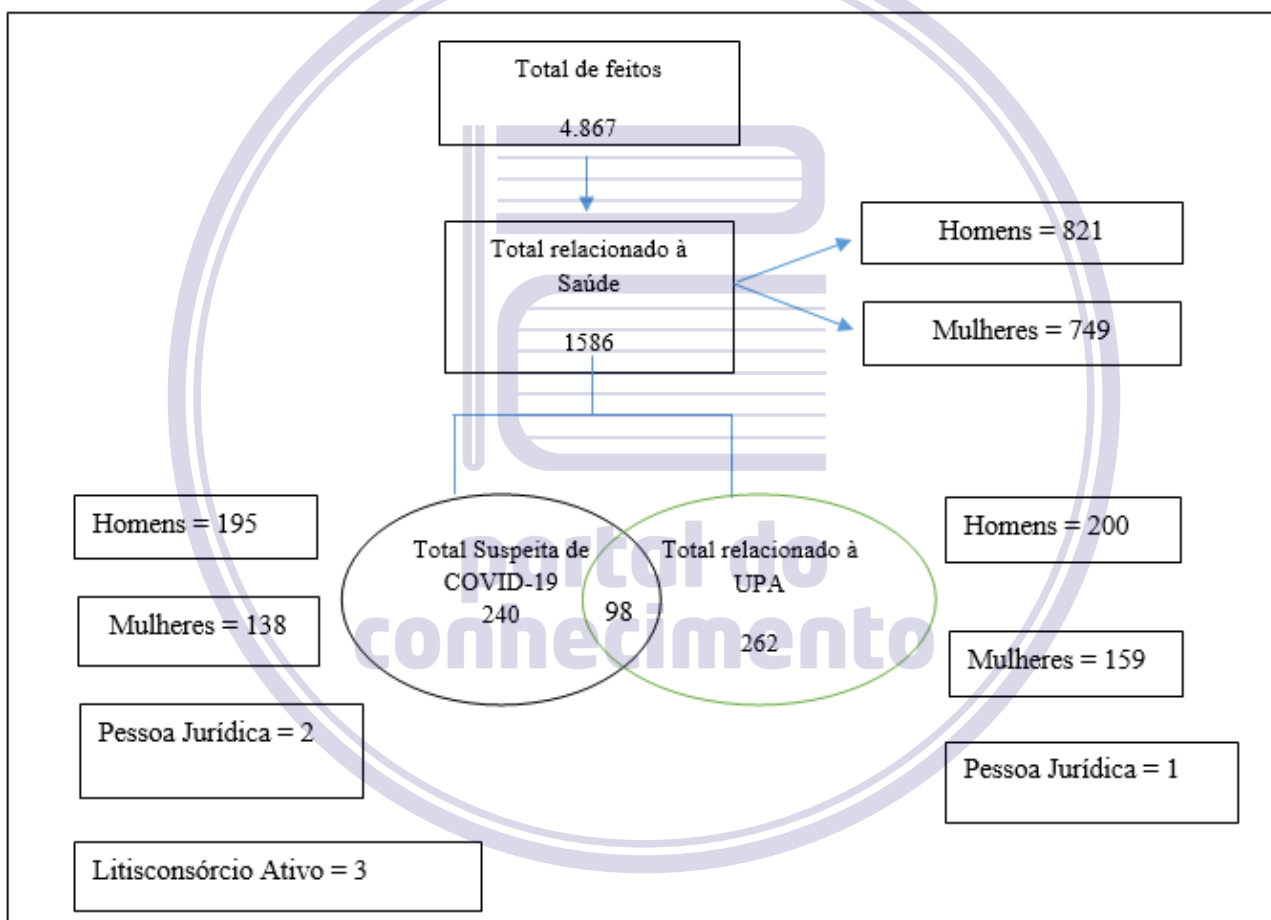 Total de feitos
4.867
Total relacionado à
Saúde
1586
Homens = 821
Mulheres = 749
Homens = 195
Mulheres = 138
Pessoa Jurídica = 2
Litisconsórcio Ativo = 3
Total Suspeita de
COVID-19
240
98
Total relacionado à
UPA
262
Homens = 200
Mulheres = 159
Pessoa Jurídica = 1
portal do
conhecimento